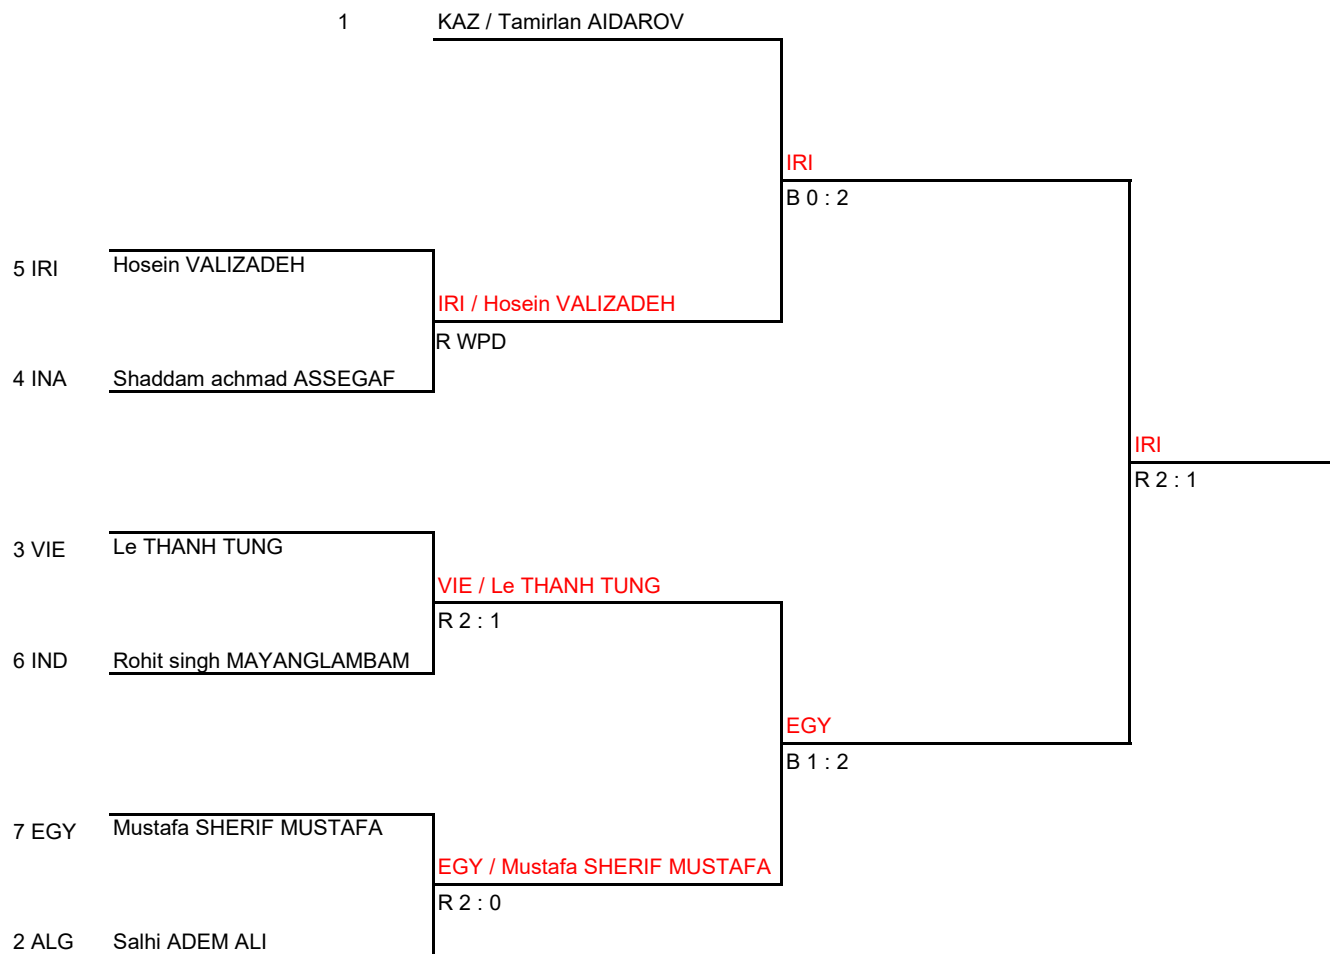 1 KAZ / Tamirlan AIDAROV
IRI
B 0 : 2
5 IRI Hosein VALIZADEH
IRI / Hosein VALIZADEH
R WPD
4 INA Shaddam achmad ASSEGAF
IRI
R 2 : 1
3 VIE Le THANH TUNG
VIE / Le THANH TUNG
R 2 : 1
6 IND Rohit singh MAYANGLAMBAM
EGY
B 1 : 2
7 EGY Mustafa SHERIF MUSTAFA
EGY / Mustafa SHERIF MUSTAFA
R 2 : 0
2 ALG Salhi ADEM ALI